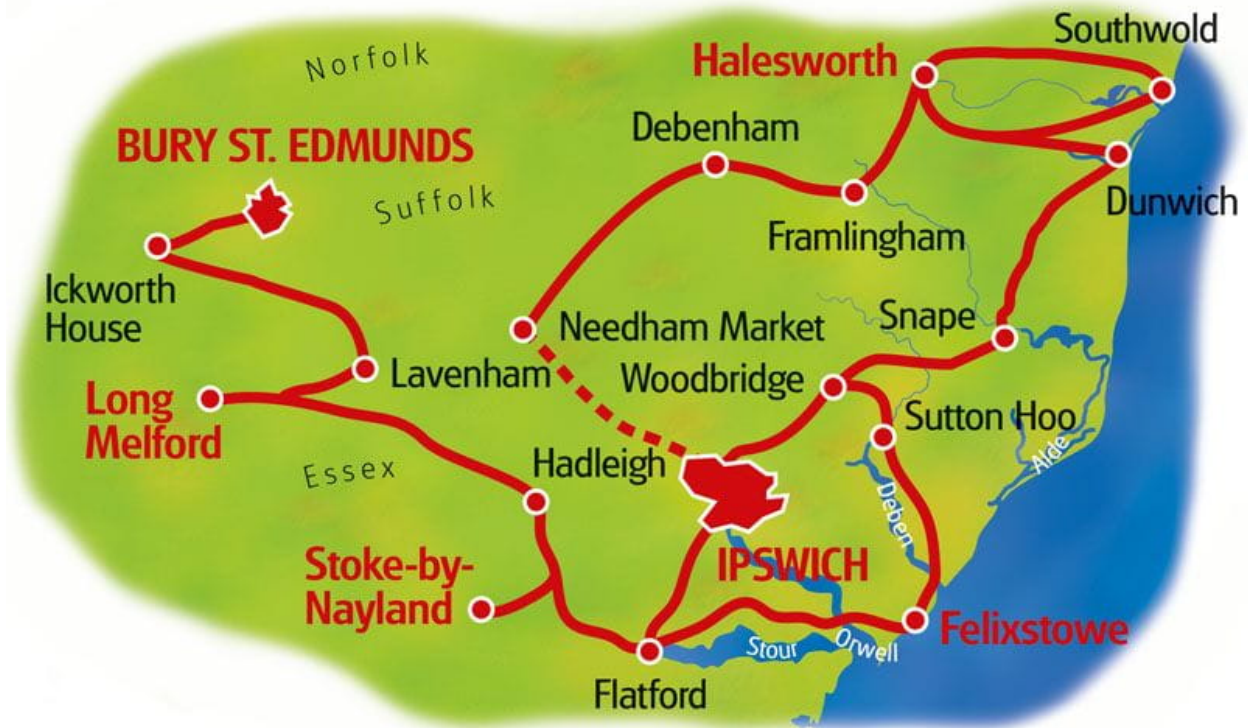 Southwold
Norfolk
Halesworth
Debenham
BURY ST. EDMUNDS
Suffolk
Dunwich
Framlingham
Ickworth
House
Snape
Needham Market
Lavenham
Woodbridge
Long
Melford
Sutton Hoo
Alde
Essex
Hadleigh
Deben
IPSWICH
Stoke-by-
Nayland
Felixstowe
Stour
Orwell
Flatford